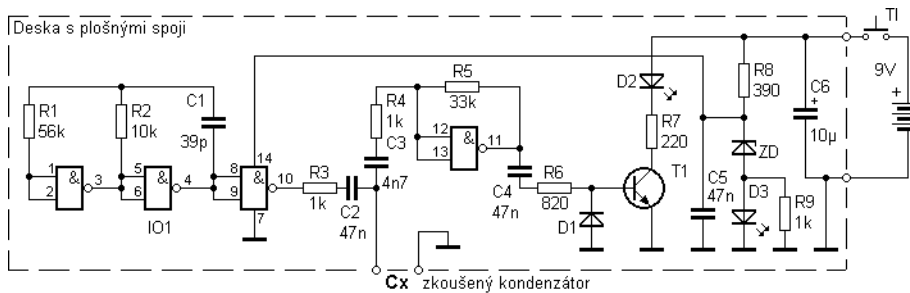 Deska s plošnými spoji
TI
9V
+
R1
56k
R2
10k
C1
39p
1
2
&
3
5
6
&
4
IO1
14
8
9
&
10
7
R3
1k
C2
47n
R4
1k
C3
4n7
R5
33k
12
13
&
11
C4
47n
R6
820
D1
D2
R7
220
T1
C5
47n
R8
390
ZD
D3
R9
1k
C6
+
10µ
Cx zkoušený kondenzátor